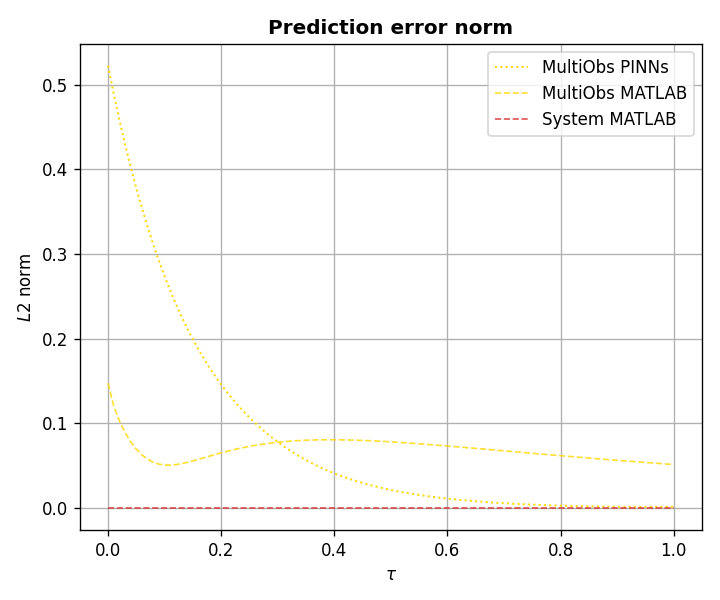 Prediction error norm
MultiObs PINNs
MultiObs MATLAB
System MATLAB
L2 norm
0.5
0.4
0.3
0.2
0.1
0.0
0.0 0.2 0.4 0.6 0.8 1.0
τ